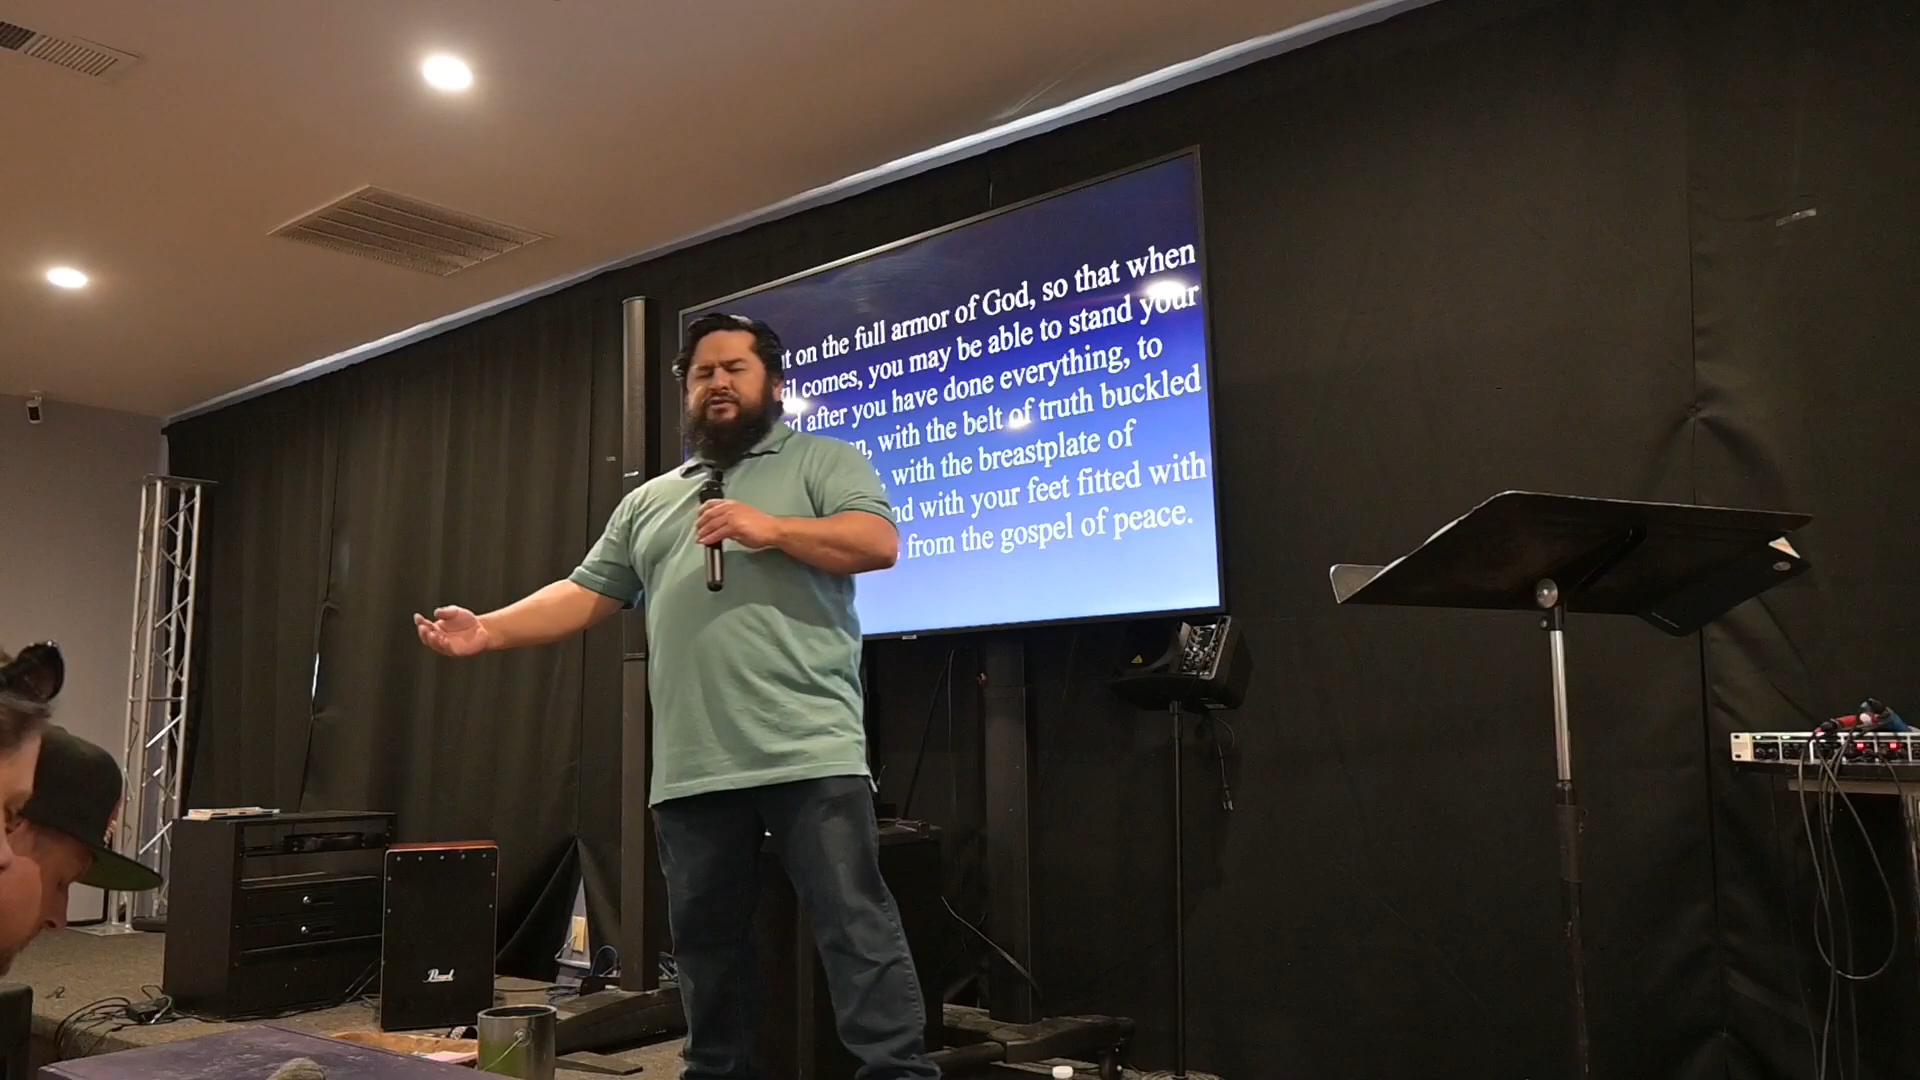 on the full armor of God, so that when
comes, you may be able to stand your
after you have done everything, to
with the belt of truth buckled
with the breastplate of
with your feet fitted with
from the gospel of peace.
Pearl